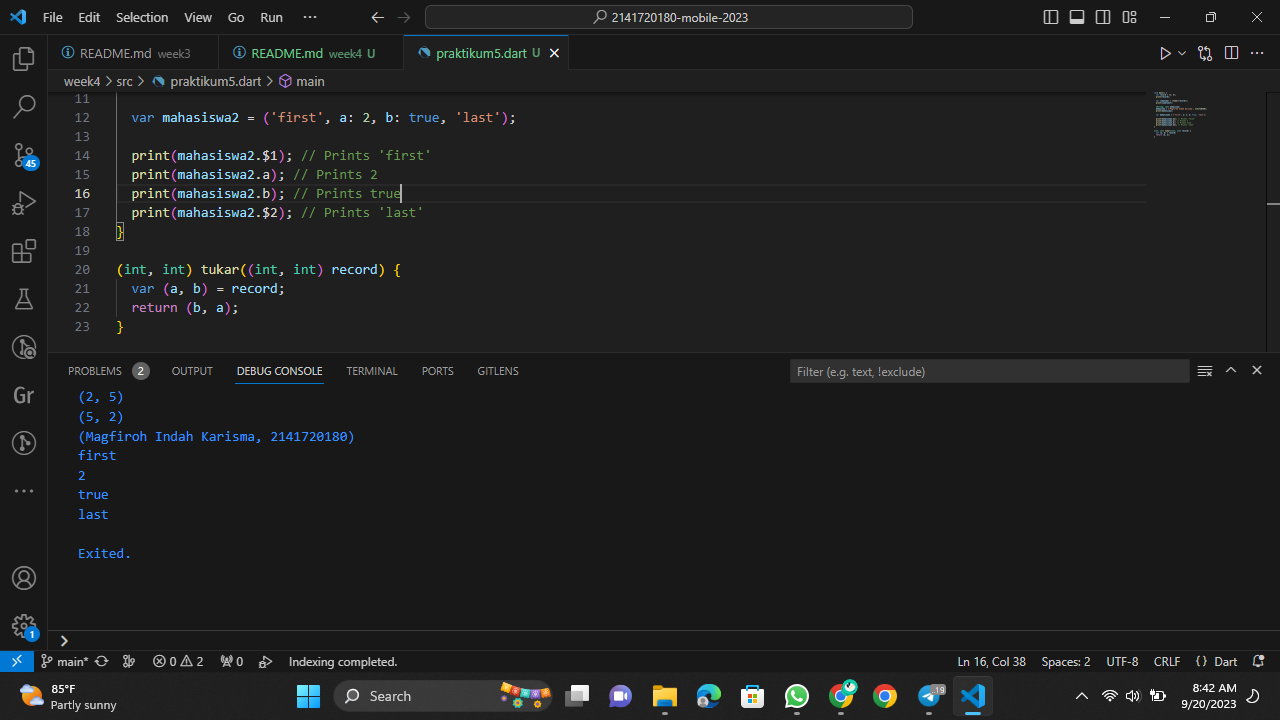 File Edit Selection View Go Run ··· 2141720180-mobile-2023
README.md week3 README.md week4 U praktikum5.dart U
week4 > src > praktikum5.dart > main
11
12 var mahasiswa2 = ('first', a: 2, b: true, 'last');
13
14 print(mahasiswa2.$1); // Prints 'first'
15 print(mahasiswa2.a); // Prints 2
16 print(mahasiswa2.b); // Prints true
17 print(mahasiswa2.$2); // Prints 'last'
18 }
19
20 (int, int) tukar((int, int) record) {
21 var (a, b) = record;
22 return (b, a);
23 }
45
Gr
PROBLEMS 2 OUTPUT DEBUG CONSOLE TERMINAL PORTS GITLENS Filter (e.g. text, !exclude)
(2, 5)
(5, 2)
(Magfiroh Indah Karisma, 2141720180)
first
2
true
last
Exited.
1
main* 0 2 0 Indexing completed. Ln 16, Col 38 Spaces: 2 UTF-8 CRLF {} Dart
85°F
Partly sunny
Search
19
8:42 AM
9/20/2023